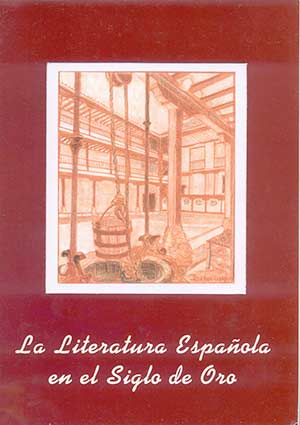 La Literatura Española
en el Siglo de Oro